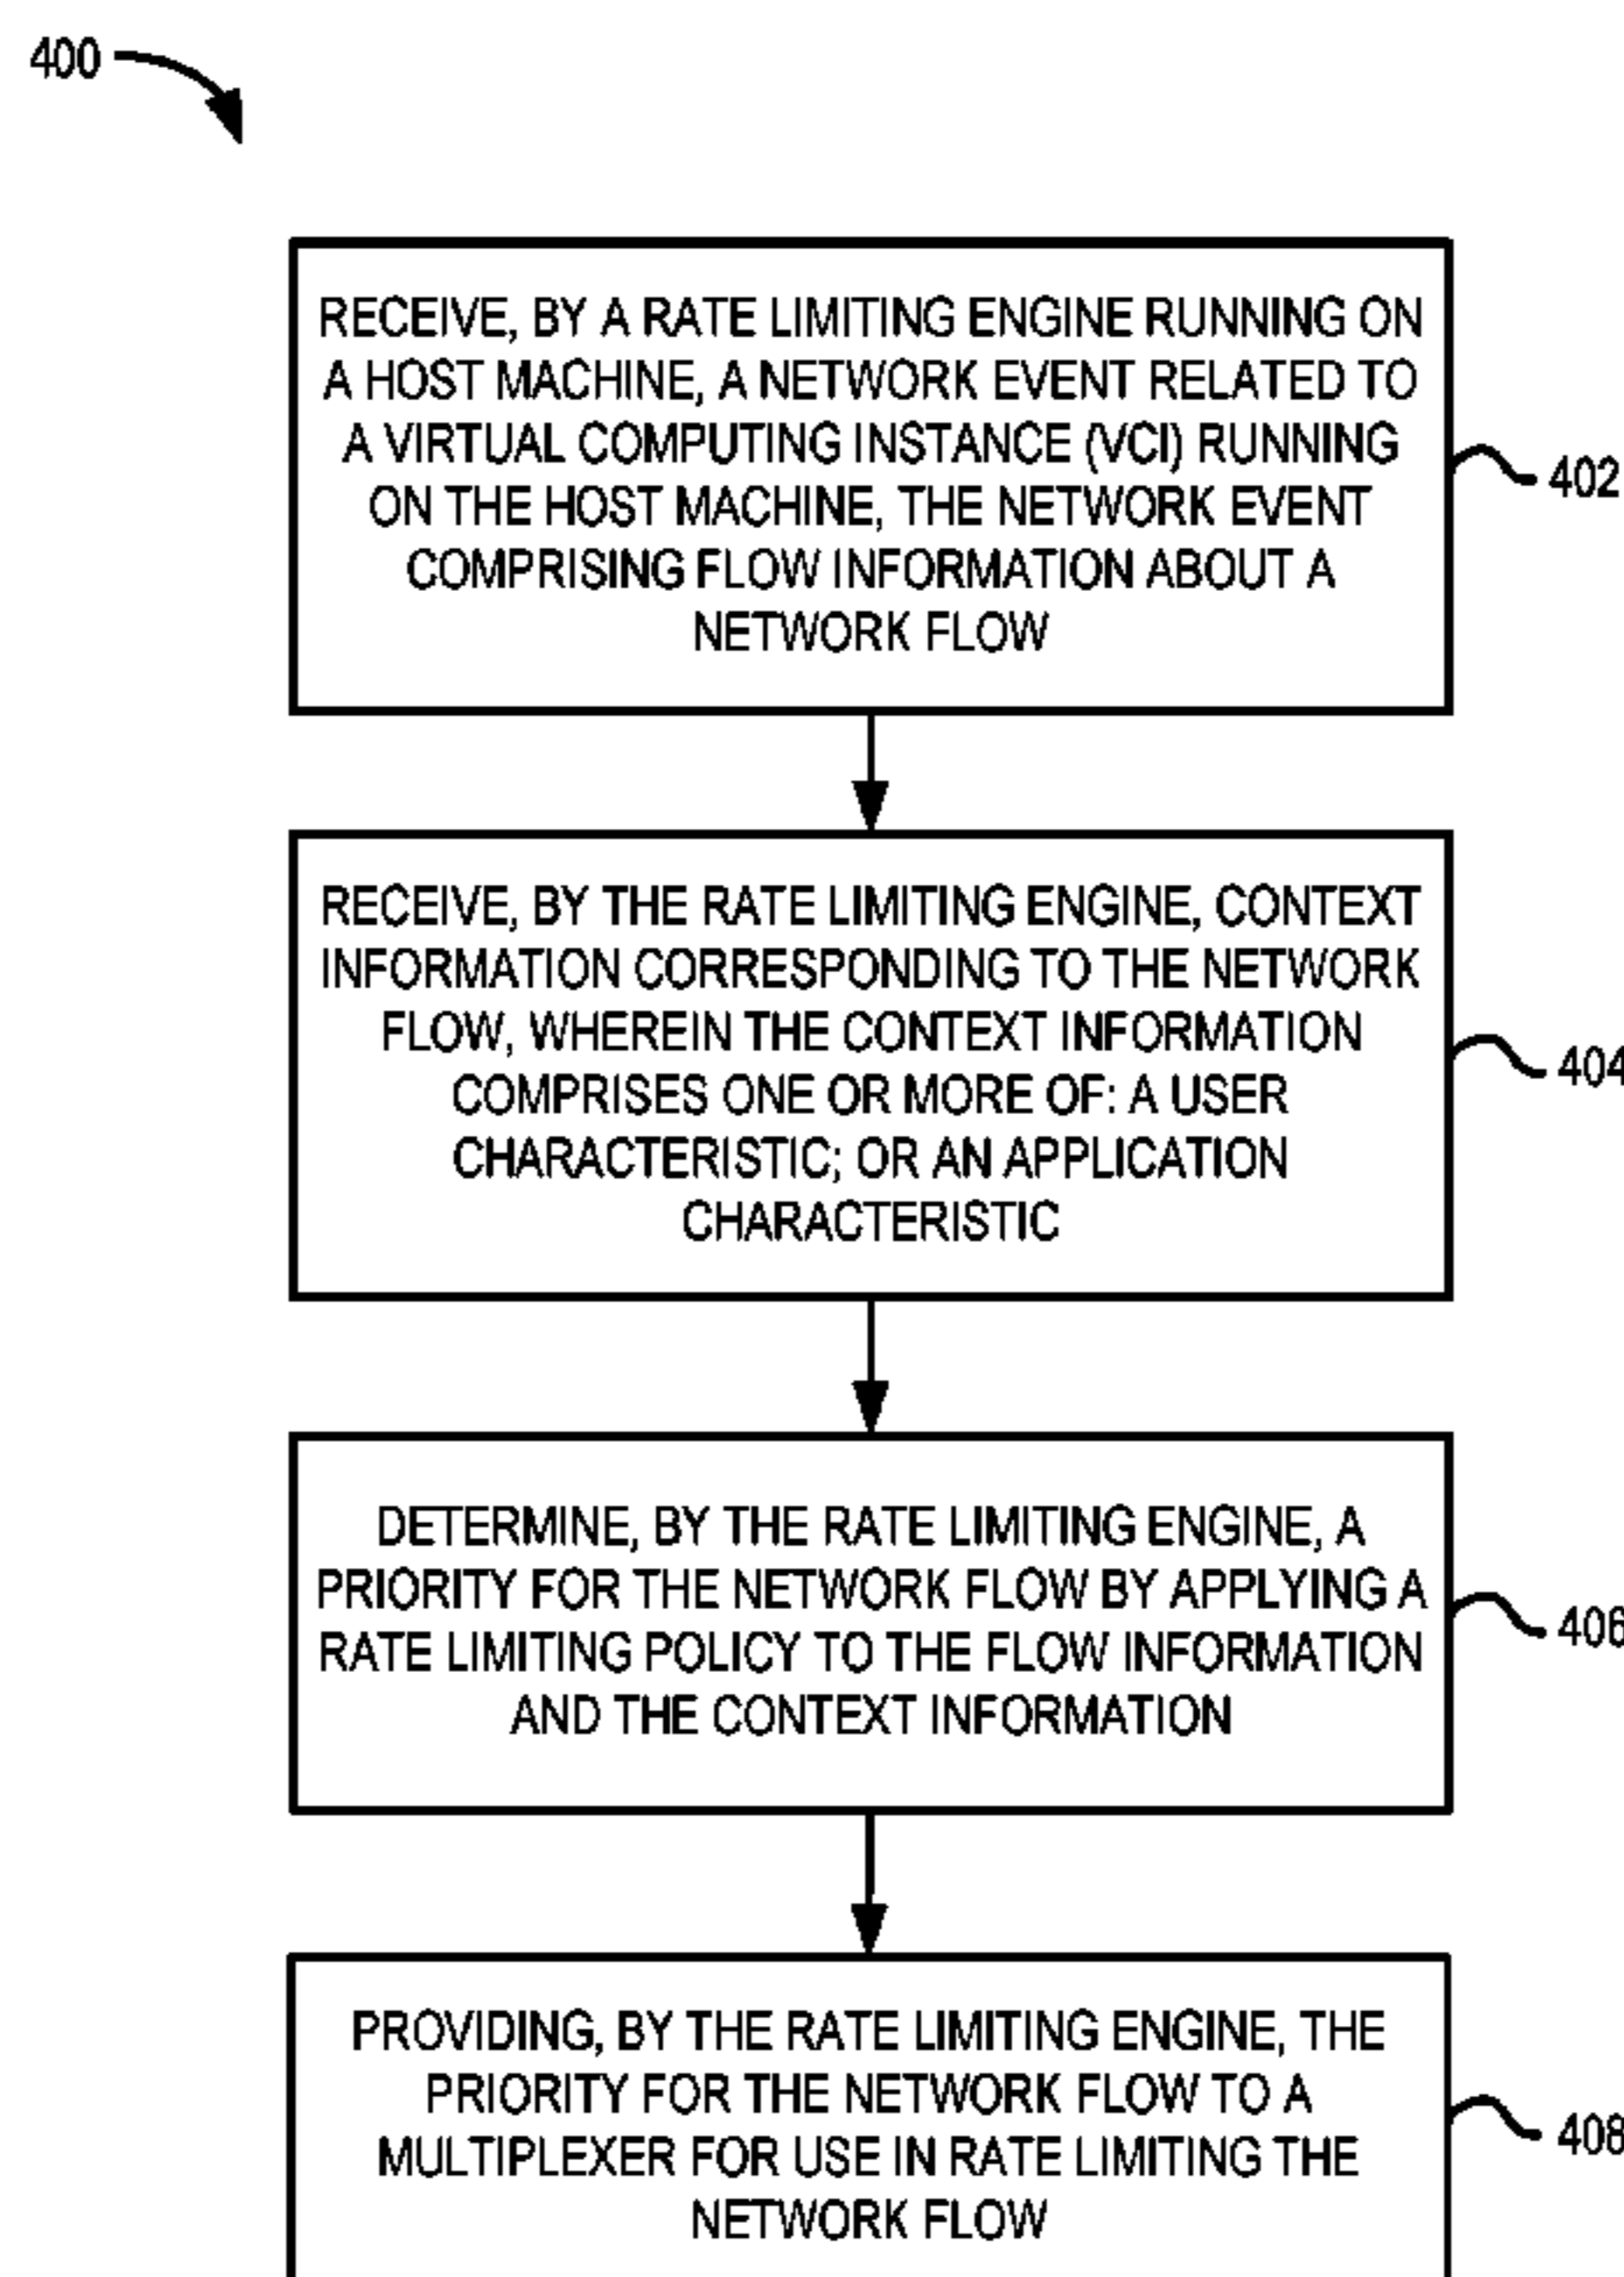 400
RECEIVE, BY A RATE LIMITING ENGINE RUNNING ON
A HOST MACHINE, A NETWORK EVENT RELATED TO
A VIRTUAL COMPUTING INSTANCE (VCI) RUNNING
ON THE HOST MACHINE, THE NETWORK EVENT
COMPRISING FLOW INFORMATION ABOUT A
NETWORK FLOW
402
RECEIVE, BY THE RATE LIMITING ENGINE, CONTEXT
INFORMATION CORRESPONDING TO THE NETWORK
FLOW, WHEREIN THE CONTEXT INFORMATION
COMPRISES ONE OR MORE OF: A USER
CHARACTERISTIC; OR AN APPLICATION
CHARACTERISTIC
404
DETERMINE, BY THE RATE LIMITING ENGINE, A
PRIORITY FOR THE NETWORK FLOW BY APPLYING A
RATE LIMITING POLICY TO THE FLOW INFORMATION
AND THE CONTEXT INFORMATION
406
PROVIDING, BY THE RATE LIMITING ENGINE, THE
PRIORITY FOR THE NETWORK FLOW TO A
MULTIPLEXER FOR USE IN RATE LIMITING THE
NETWORK FLOW
408